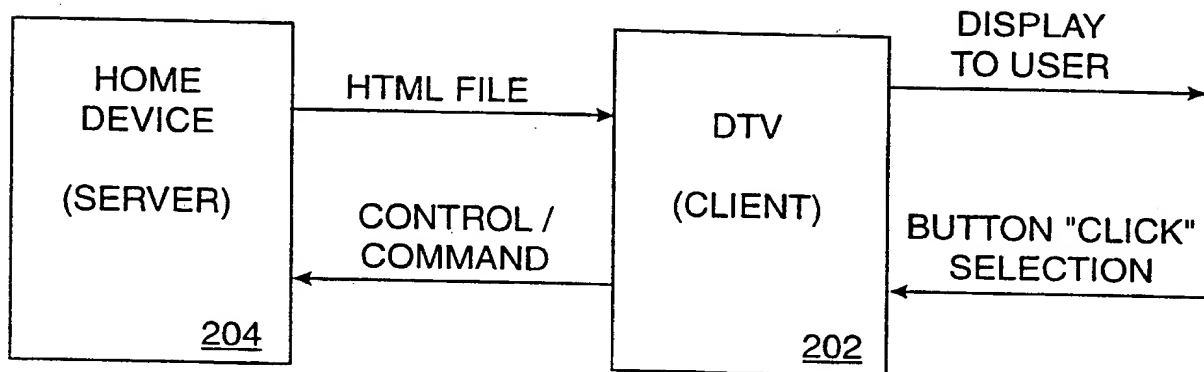 HOME
DEVICE
(SERVER)
204
HTML FILE
CONTROL /
COMMAND
DTV
(CLIENT)
202
DISPLAY
TO USER
BUTTON "CLICK"
SELECTION